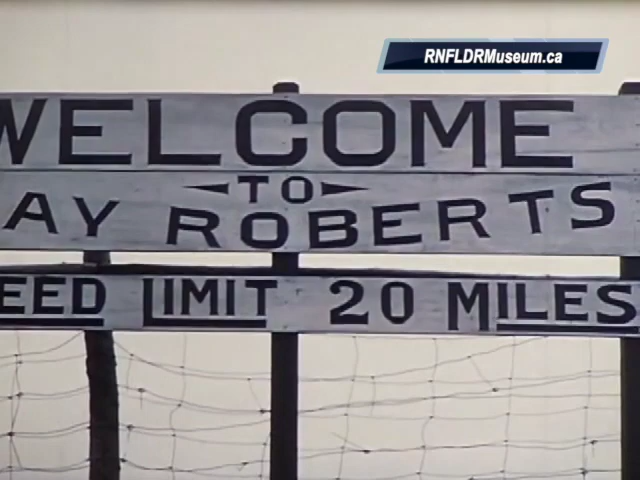 RNFLDRMuseum.ca
WELCOME
TO
AY ROBERTS
EED LIMIT 20 MILES